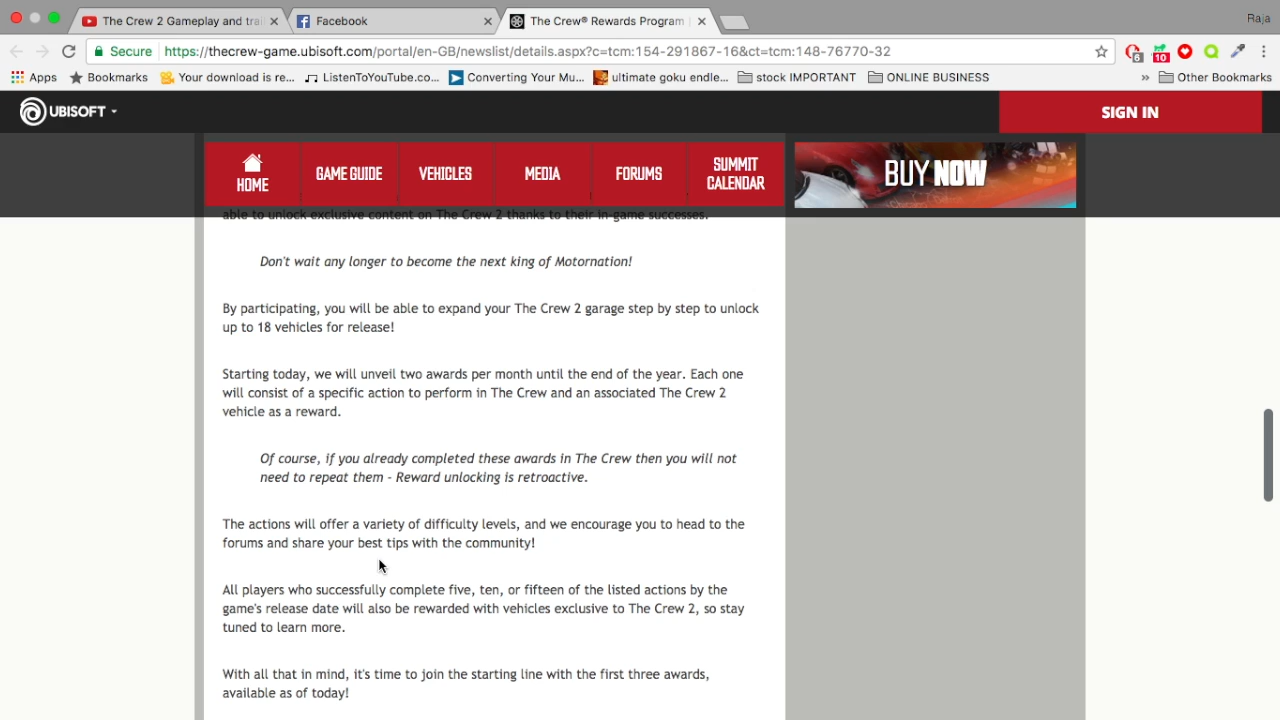 The Crew 2 Gameplay and trai
Facebook
The Crew® Rewards Program
Raja
Secure
https://thecrew-game.ubisoft.com/portal/en-GB/newslist/details.aspx?c=tcm:154-291867-16&ct=tcm:148-76770-32
6
10
Apps
Bookmarks
Your download is re...
ListenToYouTube.co...
Converting Your Mu...
ultimate goku endle...
stock IMPORTANT
ONLINE BUSINESS
»
Other Bookmarks
UBISOFT
SIGN IN
HOME
GAME GUIDE
VEHICLES
MEDIA
FORUMS
SUMMIT
CALENDAR
BUY NOW
able to unlock exclusive content on The Crew 2 thanks to their in-game successes.
Don't wait any longer to become the next king of Motornation!
By participating, you will be able to expand your The Crew 2 garage step by step to unlock
up to 18 vehicles for release!
Starting today, we will unveil two awards per month until the end of the year. Each one
will consist of a specific action to perform in The Crew and an associated The Crew 2
vehicle as a reward.
Of course, if you already completed these awards in The Crew then you will not
need to repeat them - Reward unlocking is retroactive.
The actions will offer a variety of difficulty levels, and we encourage you to head to the
forums and share your best tips with the community!
All players who successfully complete five, ten, or fifteen of the listed actions by the
game's release date will also be rewarded with vehicles exclusive to The Crew 2, so stay
tuned to learn more.
With all that in mind, it's time to join the starting line with the first three awards,
available as of today!